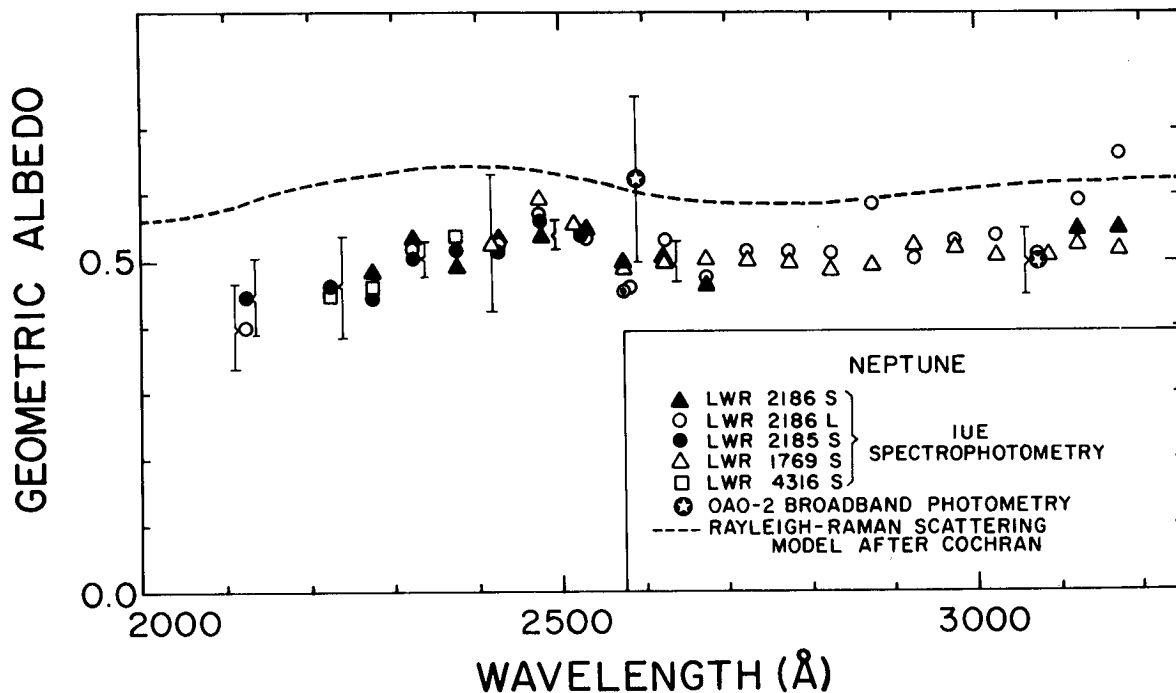 GEOMETRIC ALBEDO
0.5
0.0
2000
2500
3000
WAVELENGTH (Å)
NEPTUNE
LWR 2186 S
LWR 2186 L
LWR 2185 S
LWR 1769 S
LWR 4316 S
IUE
SPECTROPHOTOMETRY
OAO-2 BROADBAND PHOTOMETRY
RAYLEIGH-RAMAN SCATTERING
MODEL AFTER COCHRAN